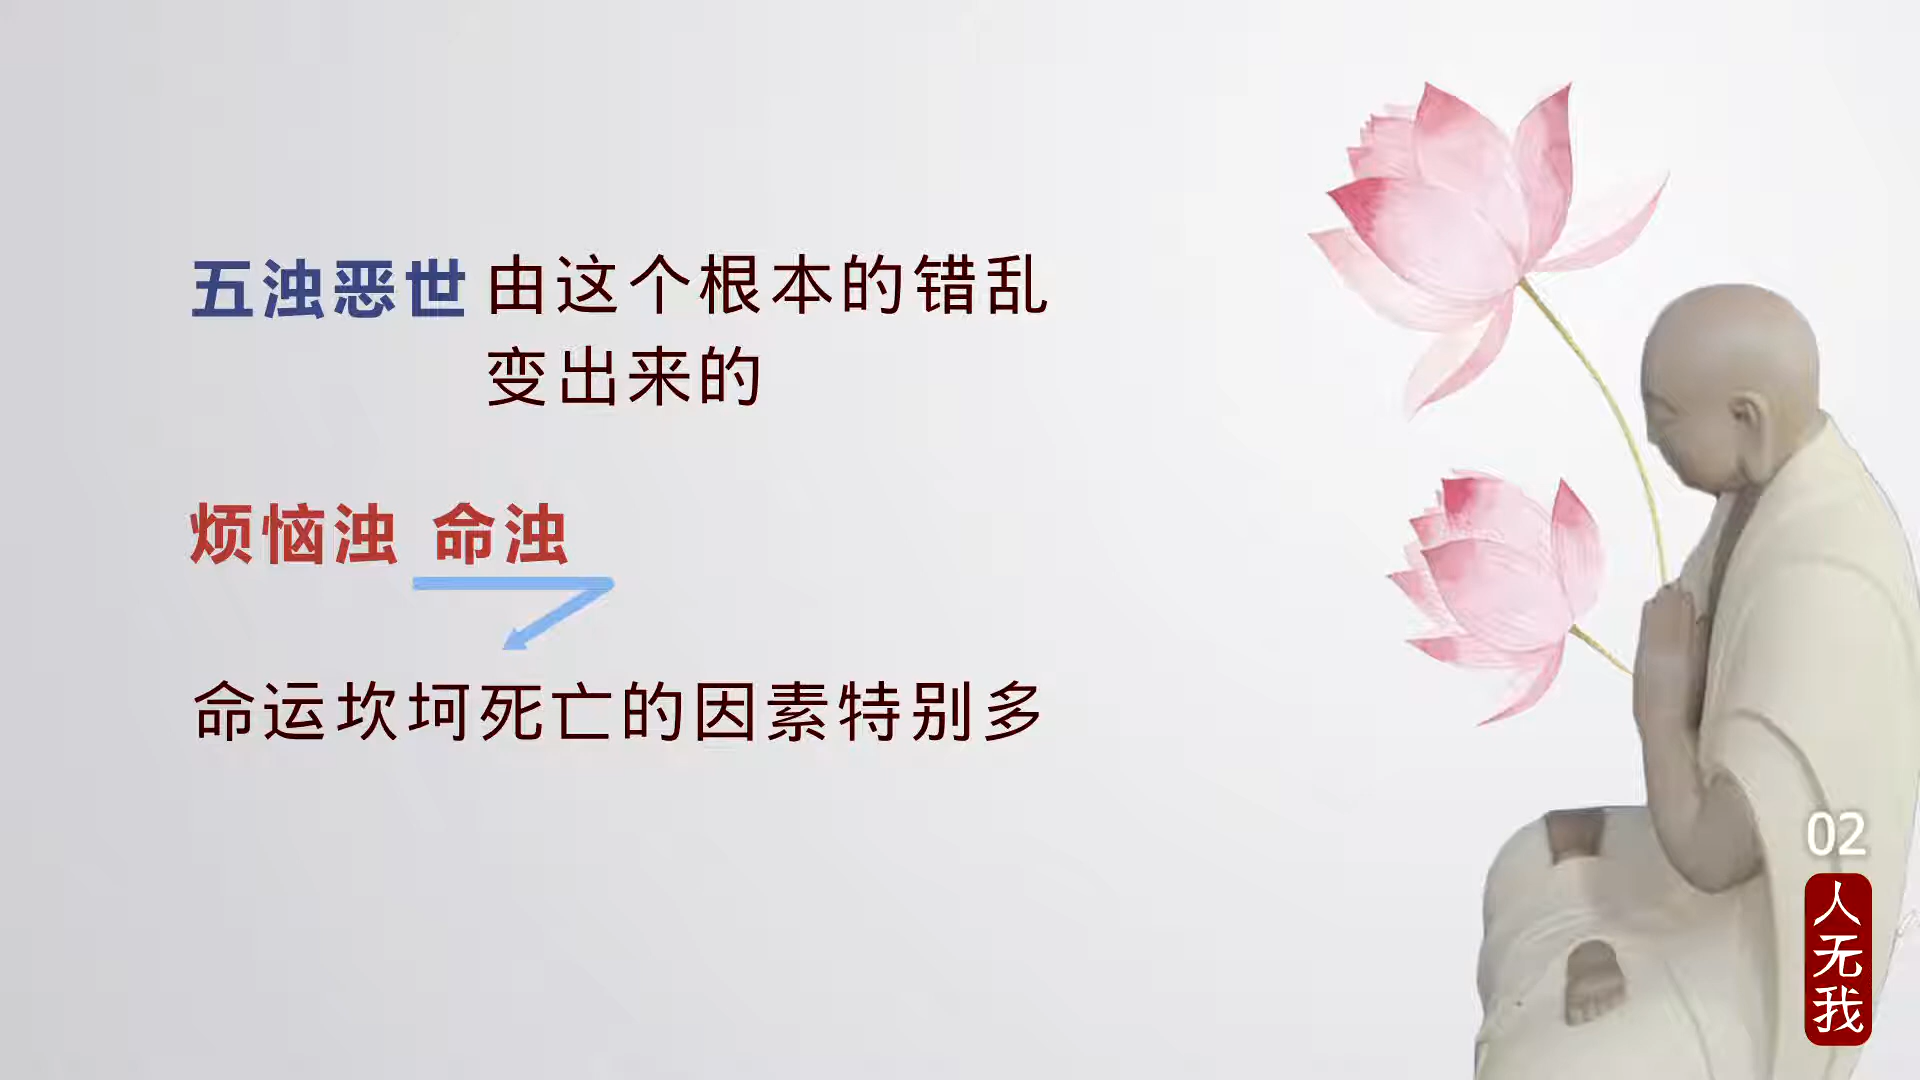 五浊恶世 由这个根本的错乱
变出来的
烦恼浊 命浊
命运坎坷死亡的因素特别多
02
人无我